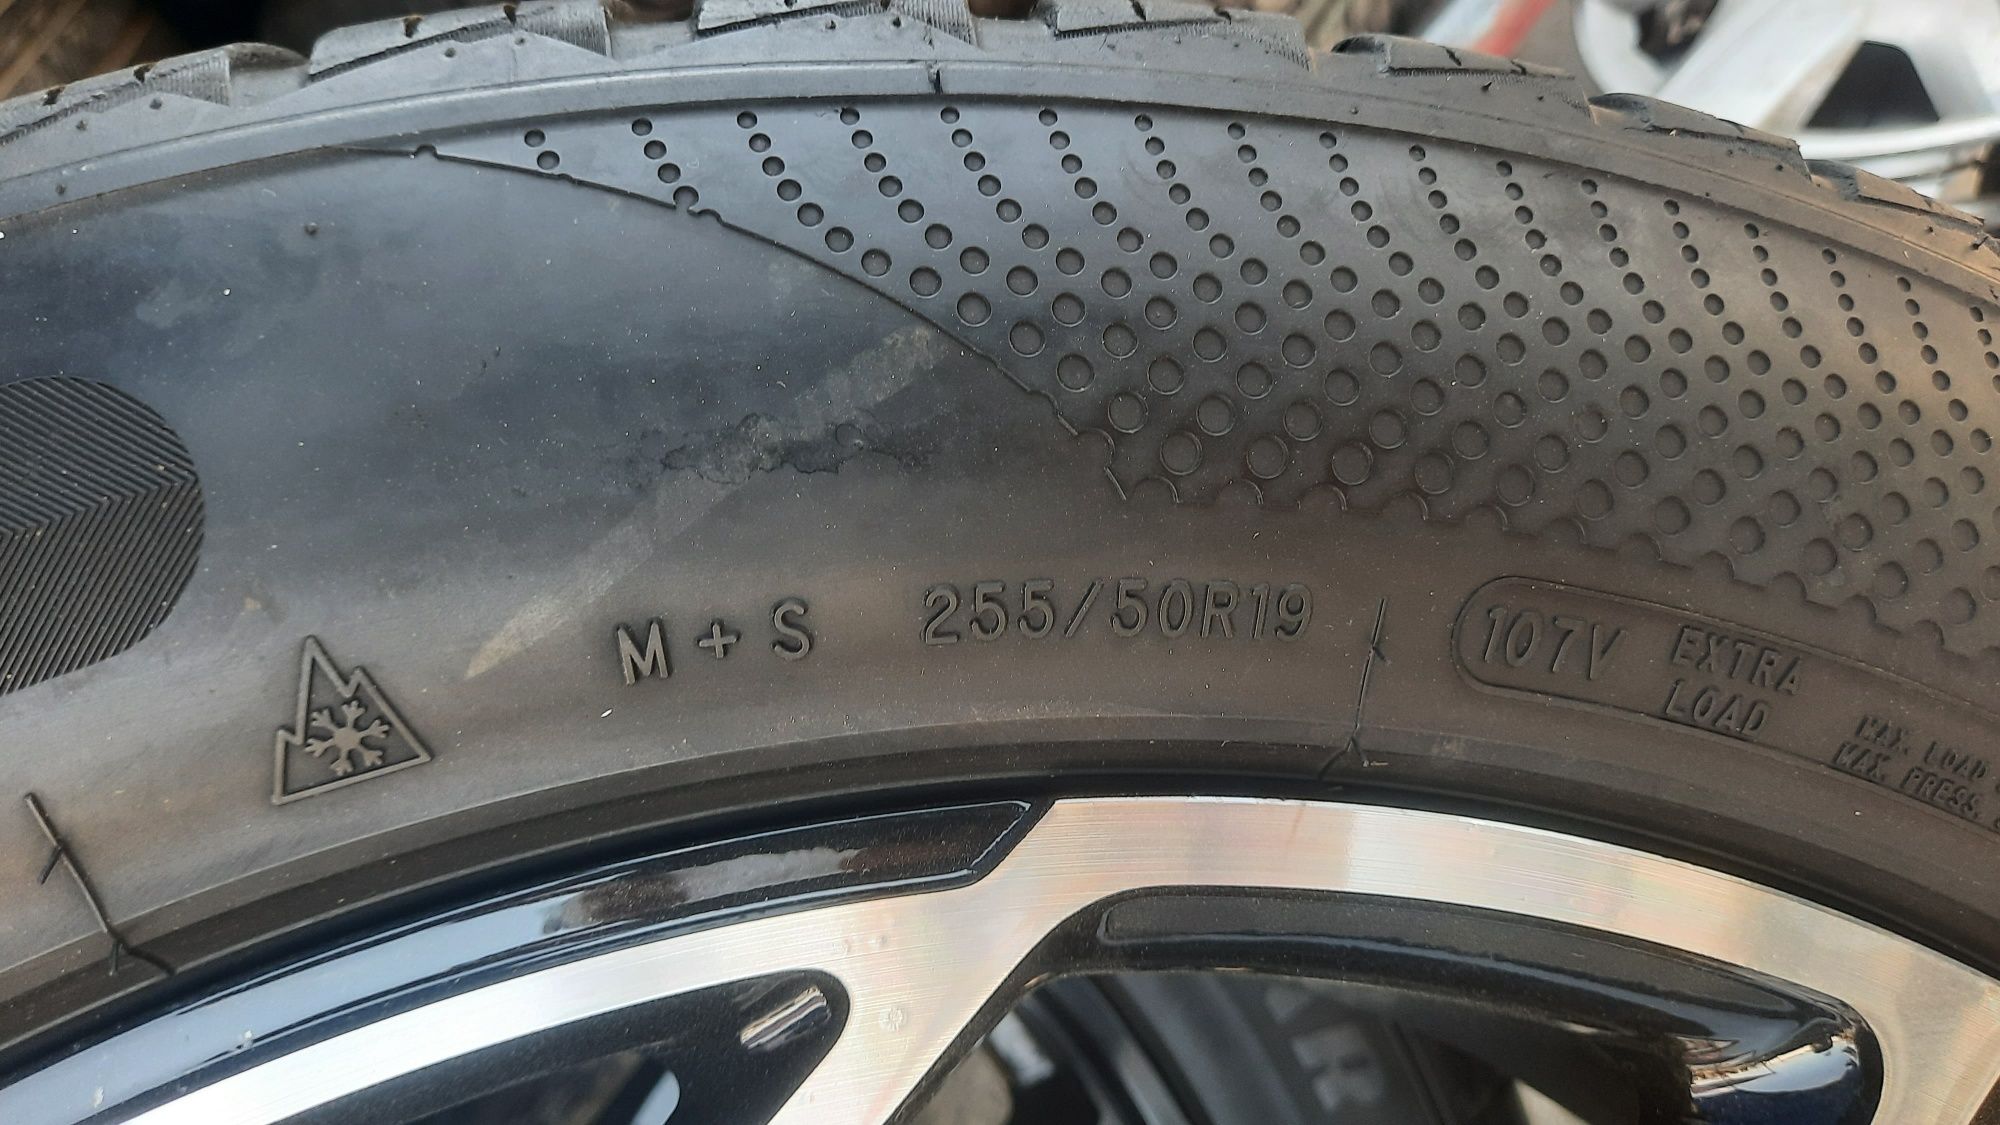 M + S 255/50R19
107V EXTRA LOAD
MAX. LOAD
MAX. PRESS.